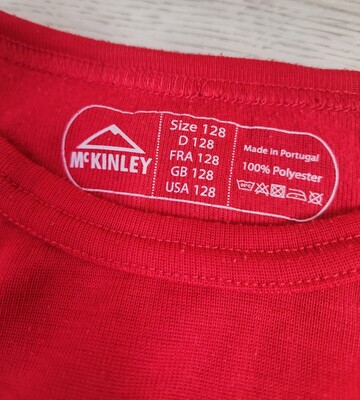 McKINLEY
Size 128
D 128
FRA 128
GB 128
USA 128
Made in Portugal
100% Polyester